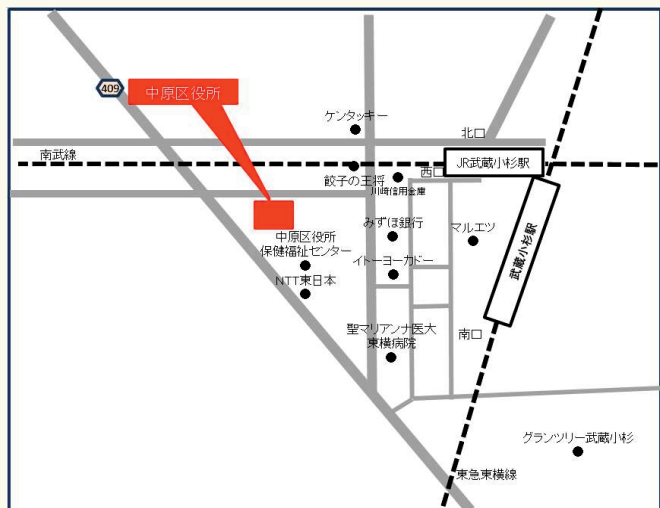 409
中原区役所
ケンタッキー
北口
南武線
JR武蔵小杉駅
餃子の王将
西口
川崎信用金庫
みずほ銀行
マルエツ
武蔵小杉駅
中原区役所
保健福祉センター
イトーヨーカドー
NTT東日本
聖マリアンナ医大
東横病院
南口
グランツリー武蔵小杉
東急東横線